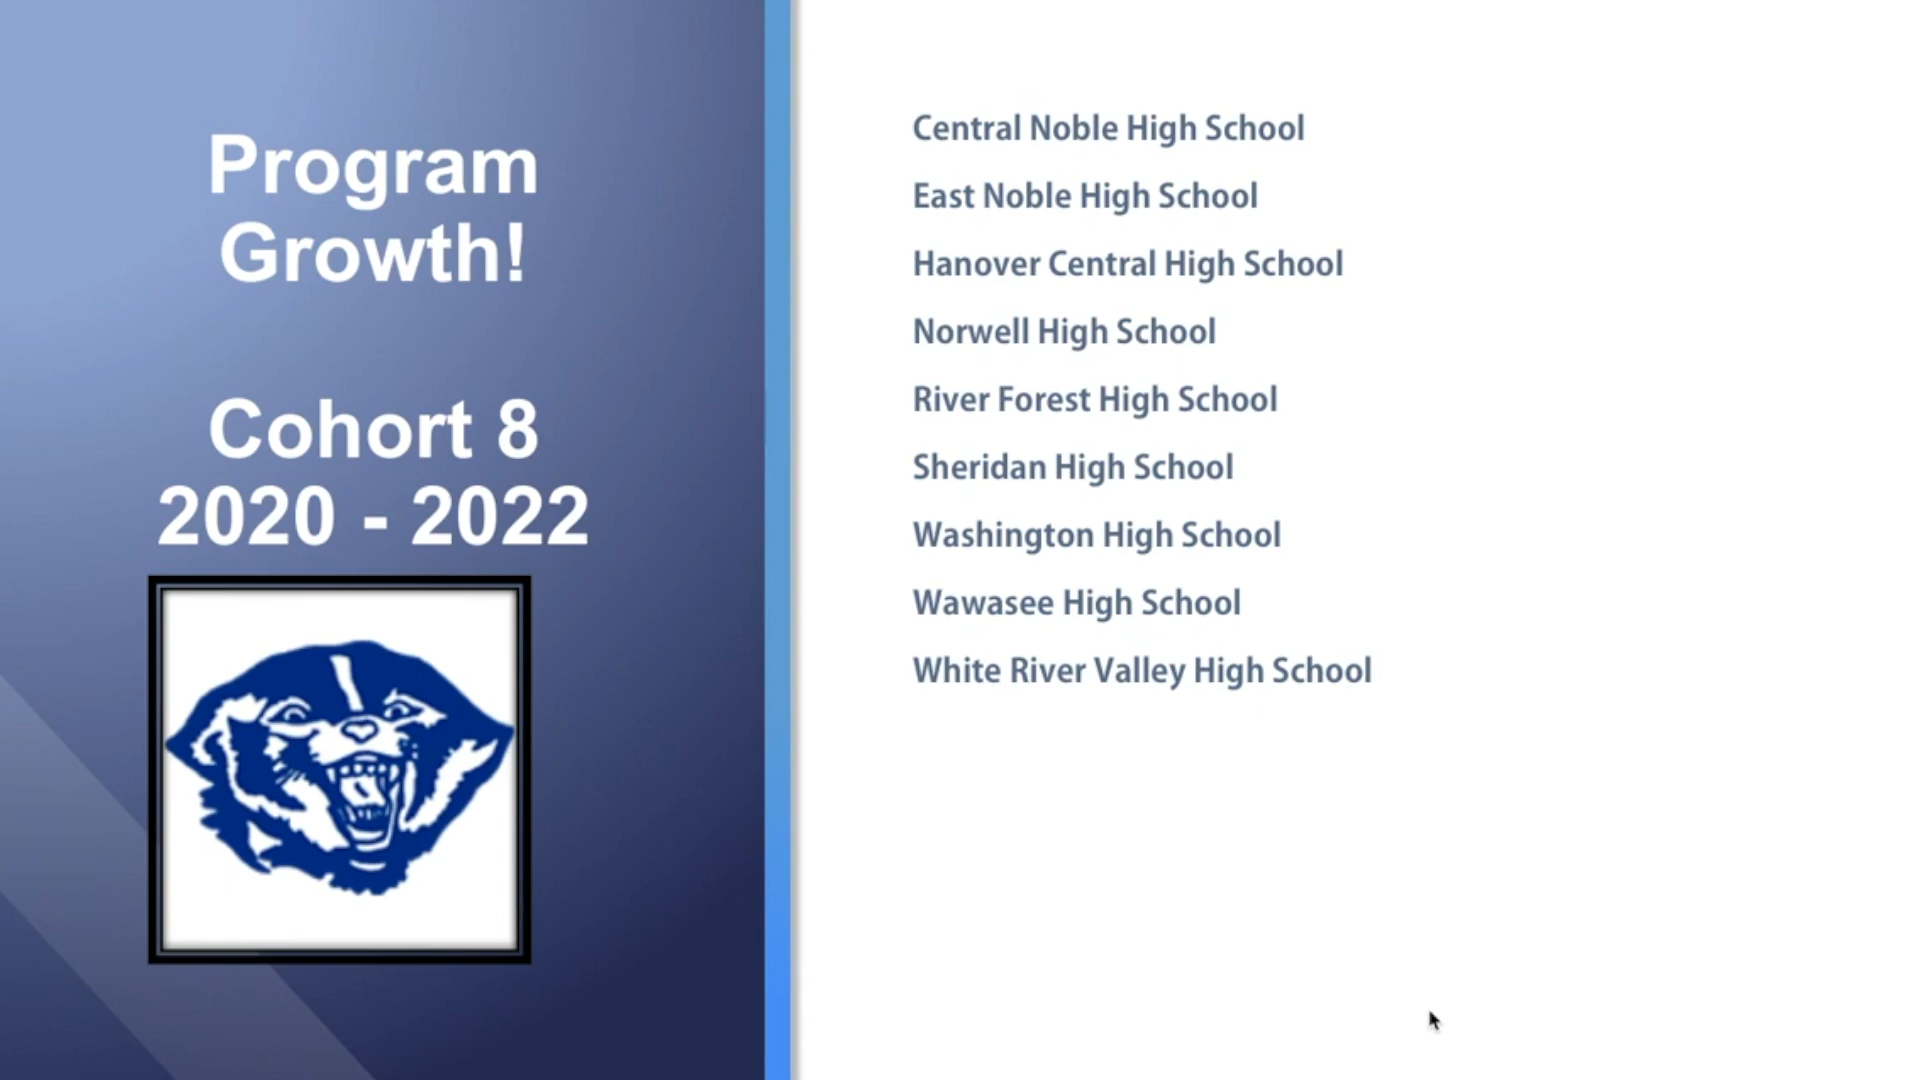 Program
Growth!
Cohort 8
2020 - 2022
Central Noble High School
East Noble High School
Hanover Central High School
Norwell High School
River Forest High School
Sheridan High School
Washington High School
Wawasee High School
White River Valley High School